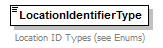 LocationIdentifierType
Location ID Types (see Enums)